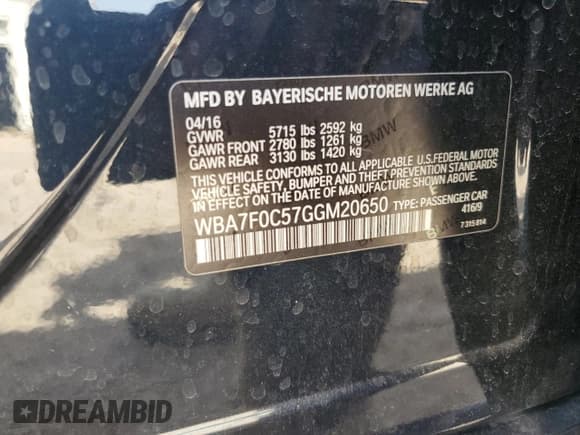 MFD BY BAYERISCHE MOTOREN WERKE AG
04/16
GVWR 5715 lbs 2592 kg
GAWR FRONT 2780 lbs 1261 kg
GAWR REAR 3130 lbs 1420 kg
THIS VEHICLE CONFORMS TO ALL APPLICABLE U.S.FEDERAL MOTOR
VEHICLE SAFETY, BUMPER AND THEFT PREVENTION STANDARDS
IN EFFECT ON THE DATE OF MANUFACTURE SHOWN ABOVE.
WBA7F0C57GGM20650 TYPE: PASSENGER CAR
416/9
7 315 814
BMW
DREAMBID